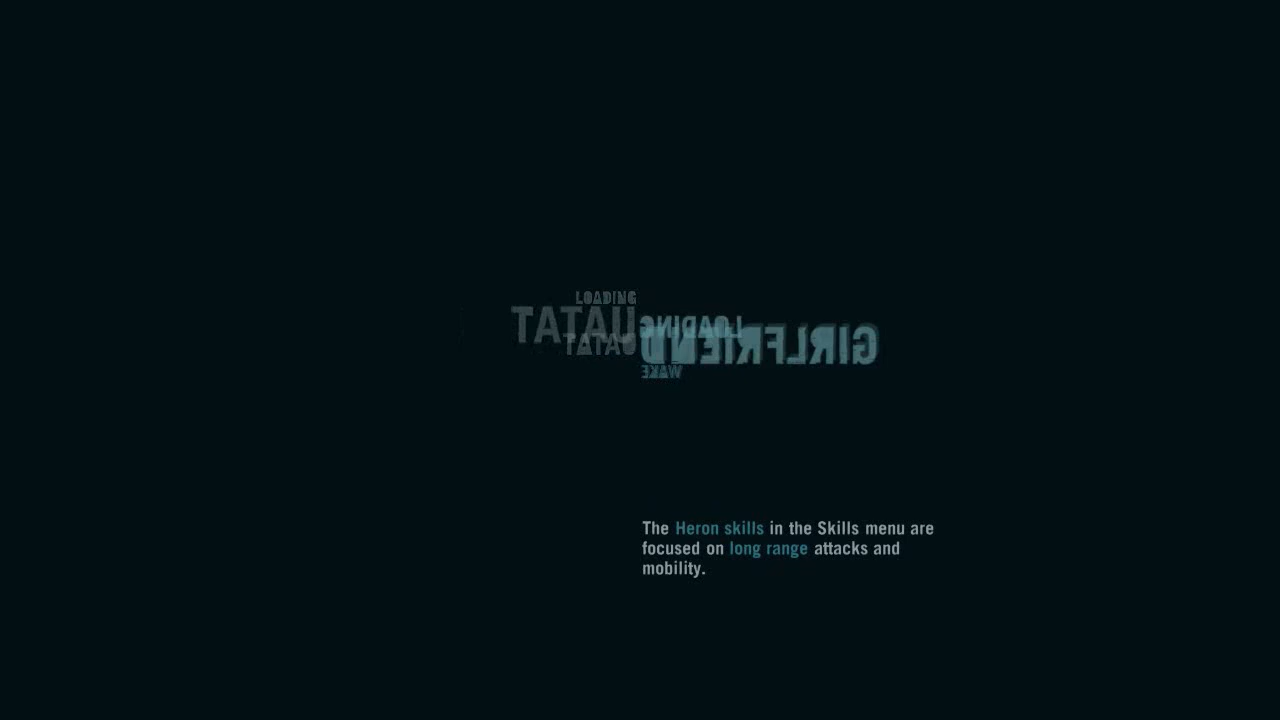 LOADING
TATAU
TATAU
LOADING
GIRLFRIEND
WAKE
The Heron skills in the Skills menu are
focused on long range attacks and
mobility.